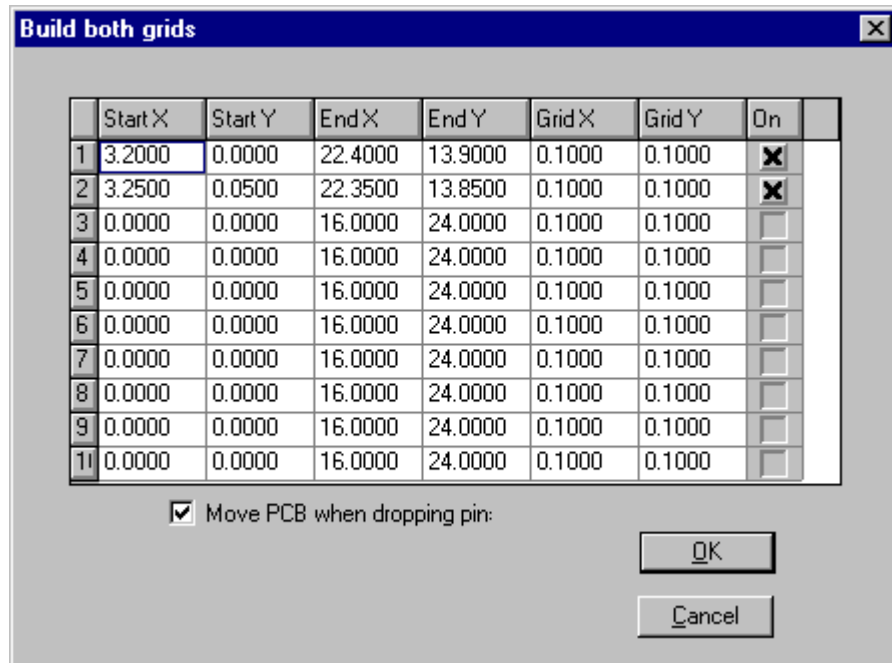 Build both grids
Start X Start Y End X End Y Grid X Grid Y On
1 3.2000 0.0000 22.4000 13.9000 0.1000 0.1000
2 3.2500 0.0500 22.3500 13.8500 0.1000 0.1000
3 0.0000 0.0000 16.0000 24.0000 0.1000 0.1000
4 0.0000 0.0000 16.0000 24.0000 0.1000 0.1000
5 0.0000 0.0000 16.0000 24.0000 0.1000 0.1000
6 0.0000 0.0000 16.0000 24.0000 0.1000 0.1000
7 0.0000 0.0000 16.0000 24.0000 0.1000 0.1000
8 0.0000 0.0000 16.0000 24.0000 0.1000 0.1000
9 0.0000 0.0000 16.0000 24.0000 0.1000 0.1000
10 0.0000 0.0000 16.0000 24.0000 0.1000 0.1000
Move PCB when dropping pin:
OK
Cancel